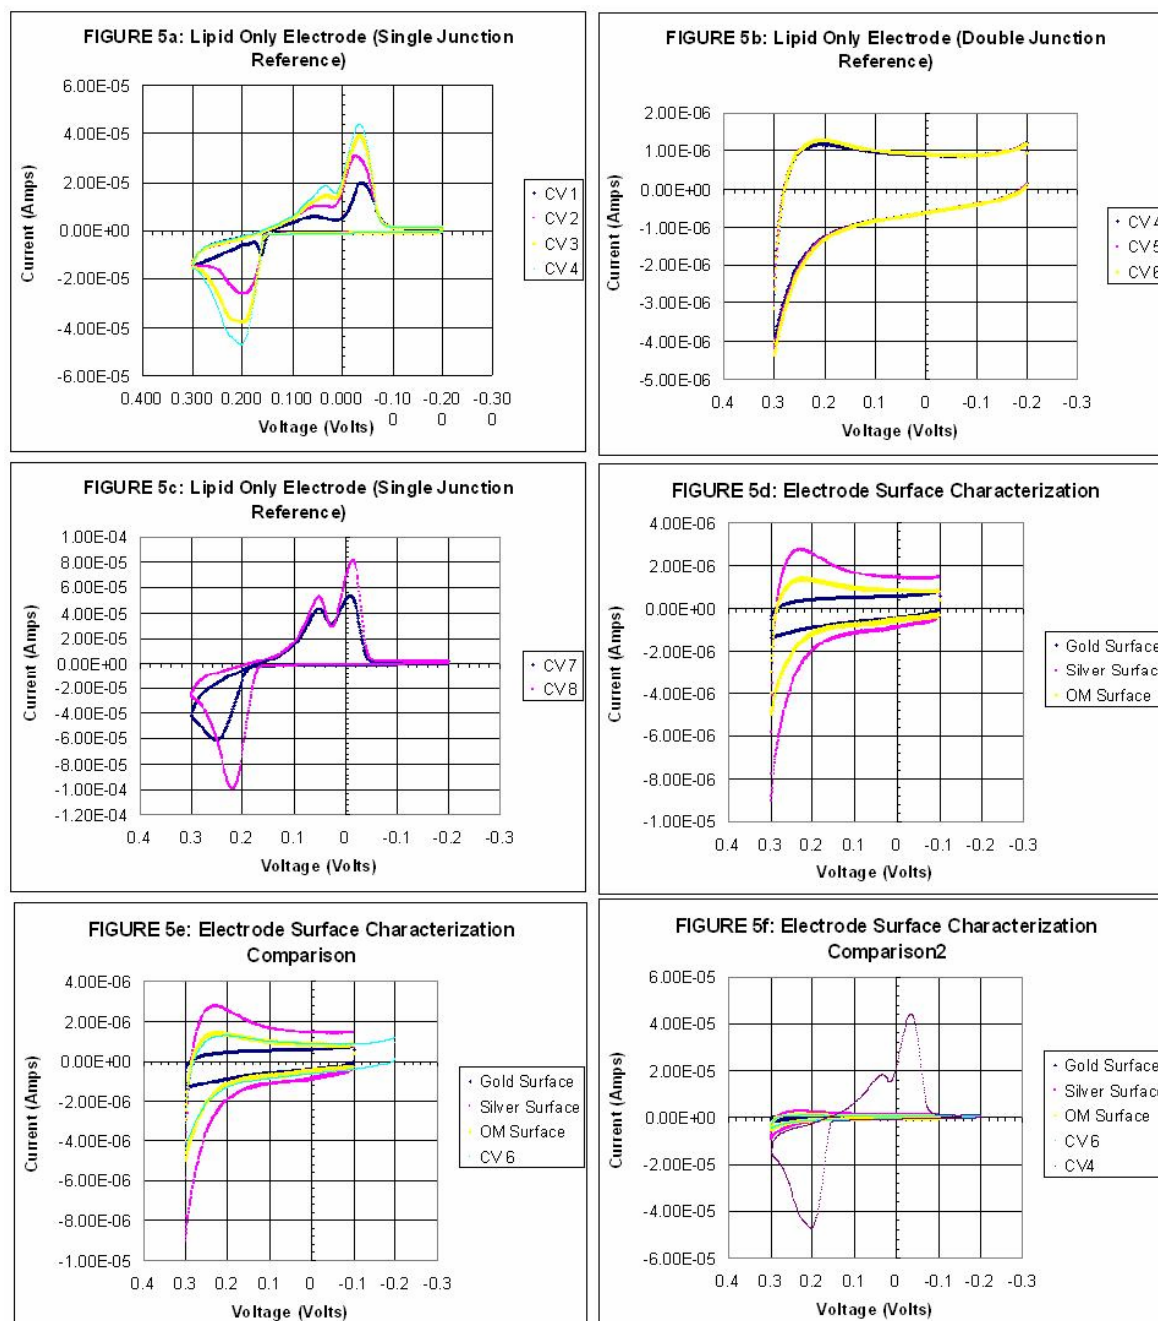 FIGURE 5a: Lipid Only Electrode (Single Junction
Reference)
6.00E-05
4.00E-05
2.00E-05
0.00E+00
-2.00E-05
-4.00E-05
-6.00E-05
Current (Amps)
0.400 0.300 0.200 0.100 0.000 -0.10 -0.20 -0.30
0 0 0
Voltage (Volts)
CV1
CV2
CV3
CV4
FIGURE 5b: Lipid Only Electrode (Double Junction
Reference)
2.00E-06
1.00E-06
0.00E+00
-1.00E-06
-2.00E-06
-3.00E-06
-4.00E-06
-5.00E-06
Current (Amps)
0.4 0.3 0.2 0.1 0 -0.1 -0.2 -0.3
Voltage (Volts)
CV4
CV5
CV6
FIGURE 5c: Lipid Only Electrode (Single Junction
Reference)
1.00E-04
8.00E-05
6.00E-05
4.00E-05
2.00E-05
0.00E+00
-2.00E-05
-4.00E-05
-6.00E-05
-8.00E-05
-1.00E-04
-1.20E-04
Current (Amps)
0.4 0.3 0.2 0.1 0 -0.1 -0.2 -0.3
Voltage (Volts)
CV7
CV8
FIGURE 5d: Electrode Surface Characterization
4.00E-06
2.00E-06
0.00E+00
-2.00E-06
-4.00E-06
-6.00E-06
-8.00E-06
-1.00E-05
Current (Amps)
0.4 0.3 0.2 0.1 0 -0.1 -0.2 -0.3
Voltage (Volts)
Gold Surface
Silver Surface
OM Surface
FIGURE 5e: Electrode Surface Characterization
Comparison
4.00E-06
2.00E-06
0.00E+00
-2.00E-06
-4.00E-06
-6.00E-06
-8.00E-06
-1.00E-05
Current (Amps)
0.4 0.3 0.2 0.1 0 -0.1 -0.2 -0.3
Voltage (Volts)
Gold Surface
Silver Surface
OM Surface
CV6
FIGURE 5f: Electrode Surface Characterization
Comparison2
6.00E-05
4.00E-05
2.00E-05
0.00E+00
-2.00E-05
-4.00E-05
-6.00E-05
Current (Amps)
0.4 0.3 0.2 0.1 0 -0.1 -0.2 -0.3
Voltage (Volts)
Gold Surface
Silver Surface
OM Surface
CV6
CV4